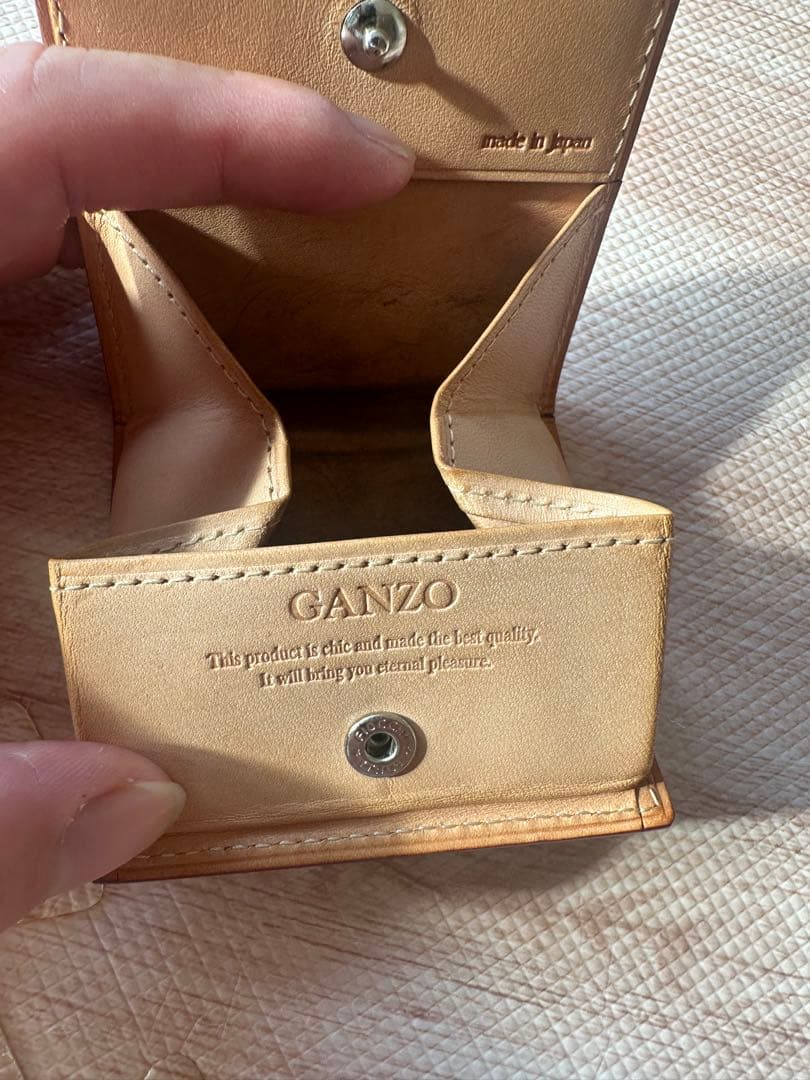 made in Japan
GANZO
This product is chic and made the best quality.
It will bring you eternal pleasure.